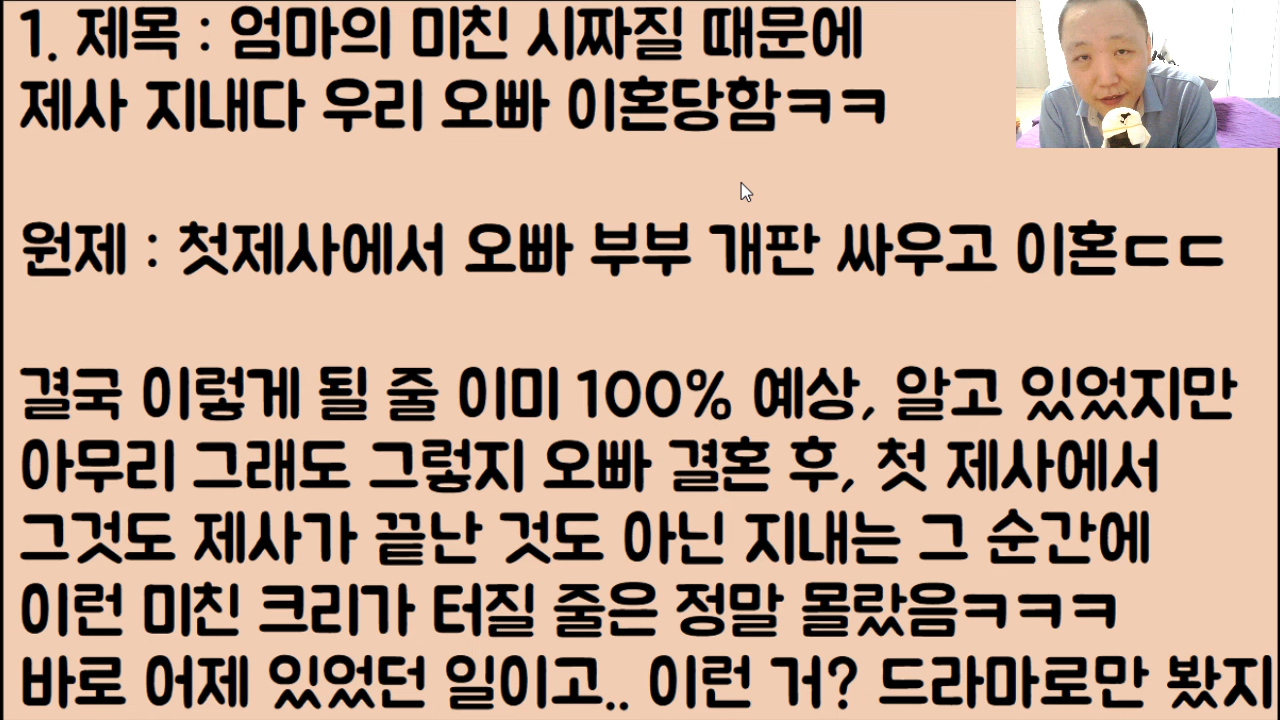 1. 제목 : 엄마의 미친 시짜질 때문에
제사 지내다 우리 오빠 이혼당함ㅋㅋ
원제 : 첫제사에서 오빠 부부 개판 싸우고 이혼ㄷㄷ
결국 이렇게 될 줄 이미 100% 예상, 알고 있었지만
아무리 그래도 그렇지 오빠 결혼 후, 첫 제사에서
그것도 제사가 끝난 것도 아닌 지내는 그 순간에
이런 미친 크리가 터질 줄은 정말 몰랐음ㅋㅋㅋ
바로 어제 있었던 일이고.. 이런 거? 드라마로만 봤지